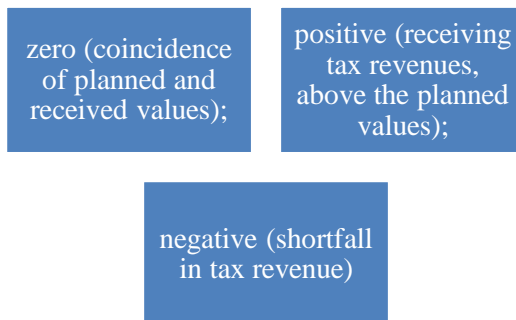 zero (coincidence
of planned and
received values);
positive (receiving
tax revenues,
above the planned
values);
negative (shortfall
in tax revenue)